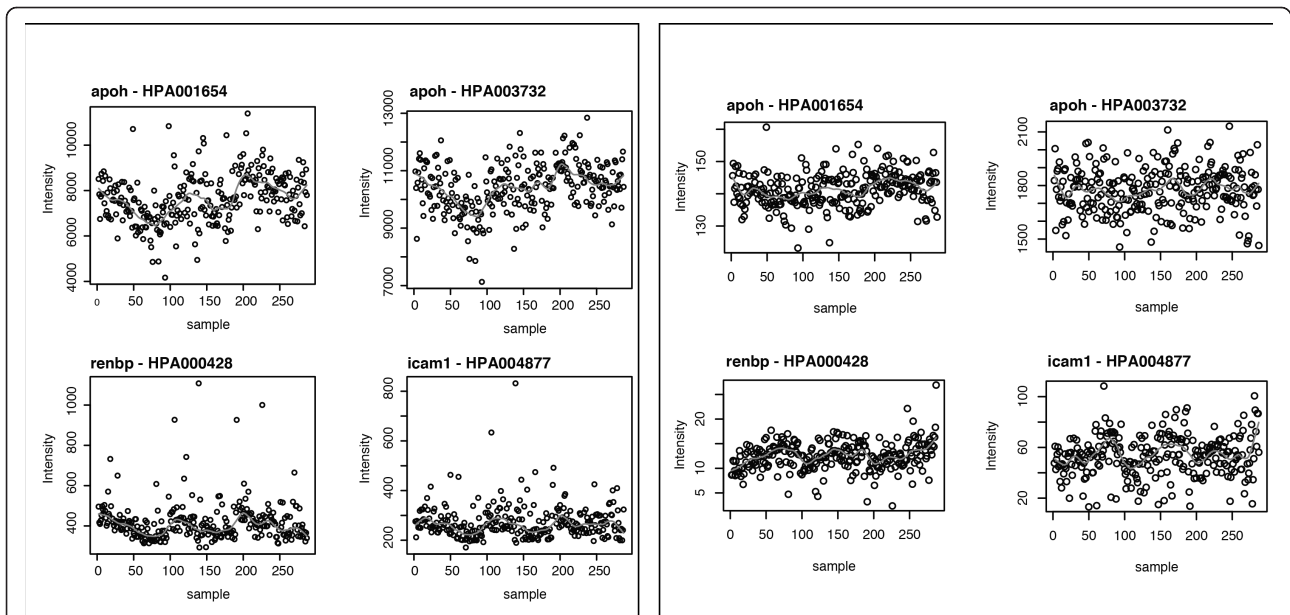 apoh - HPA001654
Intensity
4000 6000 8000 10000
0 50 100 150 200 250
sample
apoh - HPA003732
Intensity
7000 9000 11000 13000
0 50 100 150 200 250
sample
renbp - HPA000428
Intensity
400 600 800 1000
0 50 100 150 200 250
sample
icam1 - HPA004877
Intensity
200 400 600 800
0 50 100 150 200 250
sample
apoh - HPA001654
Intensity
130 150
0 50 100 150 200 250
sample
apoh - HPA003732
Intensity
1500 1800 2100
0 50 100 150 200 250
sample
renbp - HPA000428
Intensity
5 10 20
0 50 100 150 200 250
sample
icam1 - HPA004877
Intensity
20 60 100
0 50 100 150 200 250
sample